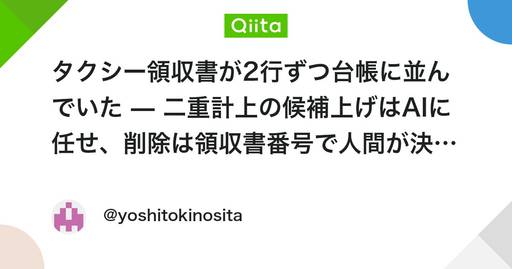 Qiita
タクシー領収書が2行ずつ台帳に並ん
でいた — 二重計上の候補上げはAIに
任せ、削除は領収書番号で人間が決…
@yoshitokinosita